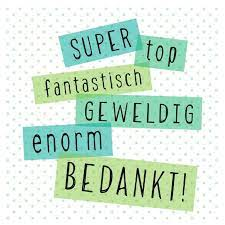 SUPER
top
fantastisch
GEWELDIG
enorm
BEDANKT!